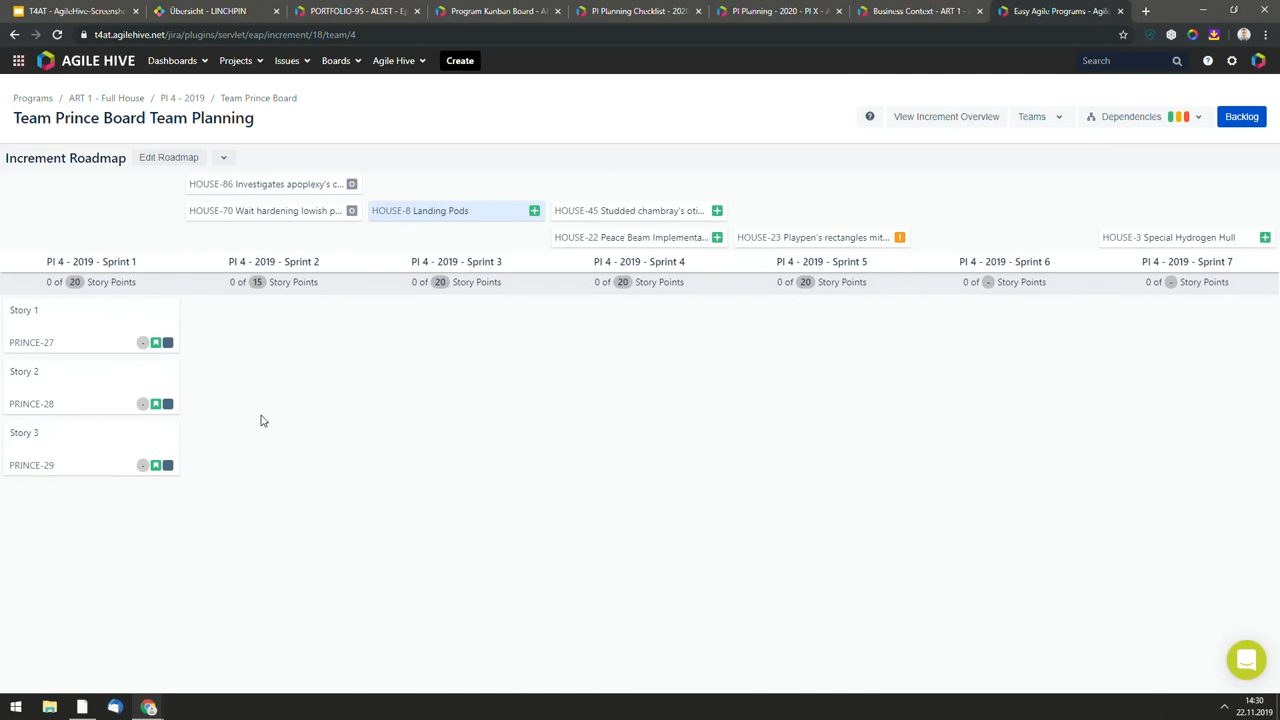 T4AT - AgileHive-Screensh
Übersicht - LINCHPIN
PORTFOLIO-95 - ALSET - Ep
Program Kunban Board - A
PI Planning Checklist - 2020
PI Planning - 2020 - PI X - A
Business Context - ART 1 - A
Easy Agile Programs - Agile
t4at.agilehive.net/jira/plugins/servlet/eap/increment/18/team/4
AGILE HIVE
Dashboards
Projects
Issues
Boards
Agile Hive
Create
Search
Programs / ART 1 - Full House / PI 4 - 2019 / Team Prince Board
Team Prince Board Team Planning
View Increment Overview
Teams
Dependencies
Backlog
Increment Roadmap
Edit Roadmap
HOUSE-86 Investigates apoplexy's c...
HOUSE-70 Wait hardening lowish p...
HOUSE-8 Landing Pods
HOUSE-45 Studded chambray's oti...
HOUSE-22 Peace Beam Implementa...
HOUSE-23 Playpen's rectangles mit...
HOUSE-3 Special Hydrogen Hull
PI 4 - 2019 - Sprint 1
PI 4 - 2019 - Sprint 2
PI 4 - 2019 - Sprint 3
PI 4 - 2019 - Sprint 4
PI 4 - 2019 - Sprint 5
PI 4 - 2019 - Sprint 6
PI 4 - 2019 - Sprint 7
0 of 20 Story Points
0 of 15 Story Points
0 of 20 Story Points
0 of 20 Story Points
0 of 20 Story Points
0 of - Story Points
0 of - Story Points
Story 1
PRINCE-27 -
Story 2
PRINCE-28 -
Story 3
PRINCE-29 -
14:30
22.11.2019